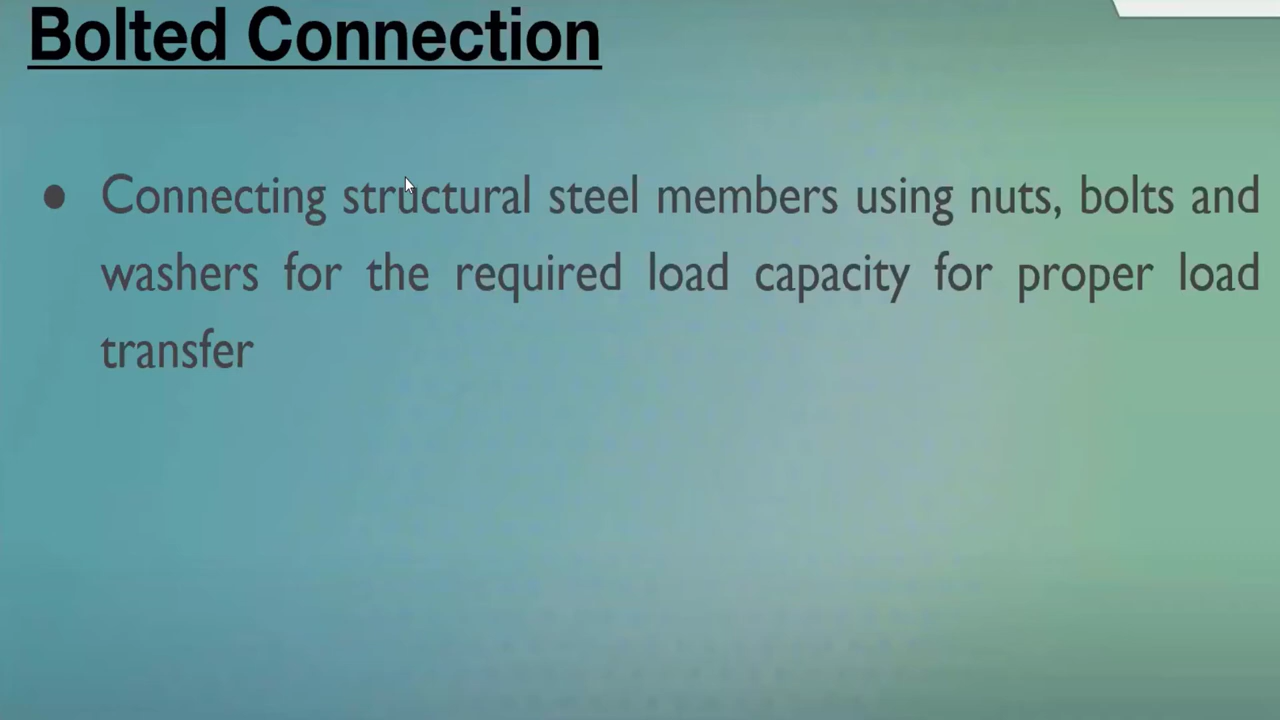 Bolted Connection
● Connecting structural steel members using nuts, bolts and
washers for the required load capacity for proper load
transfer